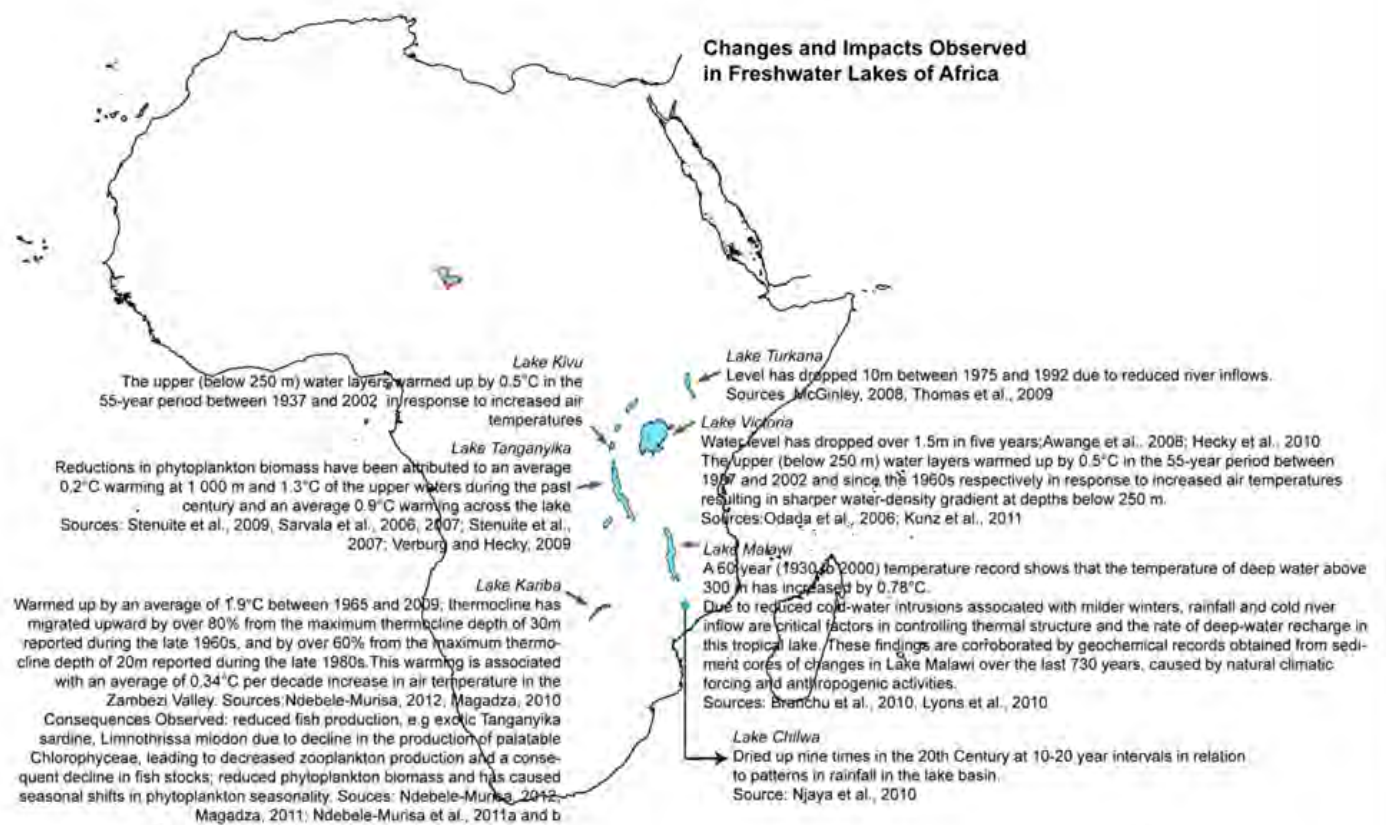 Changes and Impacts Observed
in Freshwater Lakes of Africa
Lake Kivu
The upper (below 250 m) water layers warmed up by 0.5°C in the
55-year period between 1937 and 2002 in response to increased air
temperatures
Lake Tanganyika
Reductions in phytoplankton biomass have been attributed to an average
0.2°C warming at 1 000 m and 1.3°C of the upper waters during the past
century and an average 0.9°C warming across the lake
Sources: Stenuite et al., 2009, Sarvala et al., 2006, 2007; Stenuite et al.,
2007; Verburg and Hecky, 2009
Lake Kariba
Warmed up by an average of 1.9°C between 1965 and 2009; thermocline has
migrated upward by over 80% from the maximum thermocline depth of 30m
reported during the late 1960s, and by over 60% from the maximum thermo-
cline depth of 20m reported during the late 1980s. This warming is associated
with an average of 0.34°C per decade increase in air temperature in the
Zambezi Valley. Sources:Ndebele-Murisa, 2012, Magadza, 2010
Consequences Observed: reduced fish production, e.g exotic Tanganyika
sardine, Limnothrissa miodon due to decline in the production of palatable
Chlorophyceae, leading to decreased zooplankton production and a conse-
quent decline in fish stocks; reduced phytoplankton biomass and has caused
seasonal shifts in phytoplankton seasonality. Souces: Ndebele-Murisa, 2012;
Magadza, 2011; Ndebele-Murisa et al., 2011a and b
Lake Turkana
Level has dropped 10m between 1975 and 1992 due to reduced river inflows.
Sources McGinley, 2008, Thomas et al., 2009
Lake Victoria
Water level has dropped over 1.5m in five years;Awange et al., 2008; Hecky et al., 2010
The upper (below 250 m) water layers warmed up by 0.5°C in the 55-year period between
1937 and 2002 and since the 1960s respectively in response to increased air temperatures
resulting in sharper water-density gradient at depths below 250 m.
Sources:Odada et al., 2006; Kunz et al., 2011
Lake Malawi
A 60 year (1930 to 2000) temperature record shows that the temperature of deep water above
300 m has increased by 0.78°C.
Due to reduced cold-water intrusions associated with milder winters, rainfall and cold river
inflow are critical factors in controlling thermal structure and the rate of deep-water recharge in
this tropical lake. These findings are corroborated by geochemical records obtained from sedi-
ment cores of changes in Lake Malawi over the last 730 years, caused by natural climatic
forcing and anthropogenic activities.
Sources: Branchu et al., 2010, Lyons et al., 2010
Lake Chilwa
Dried up nine times in the 20th Century at 10-20 year intervals in relation
to patterns in rainfall in the lake basin.
Source: Njaya et al., 2010